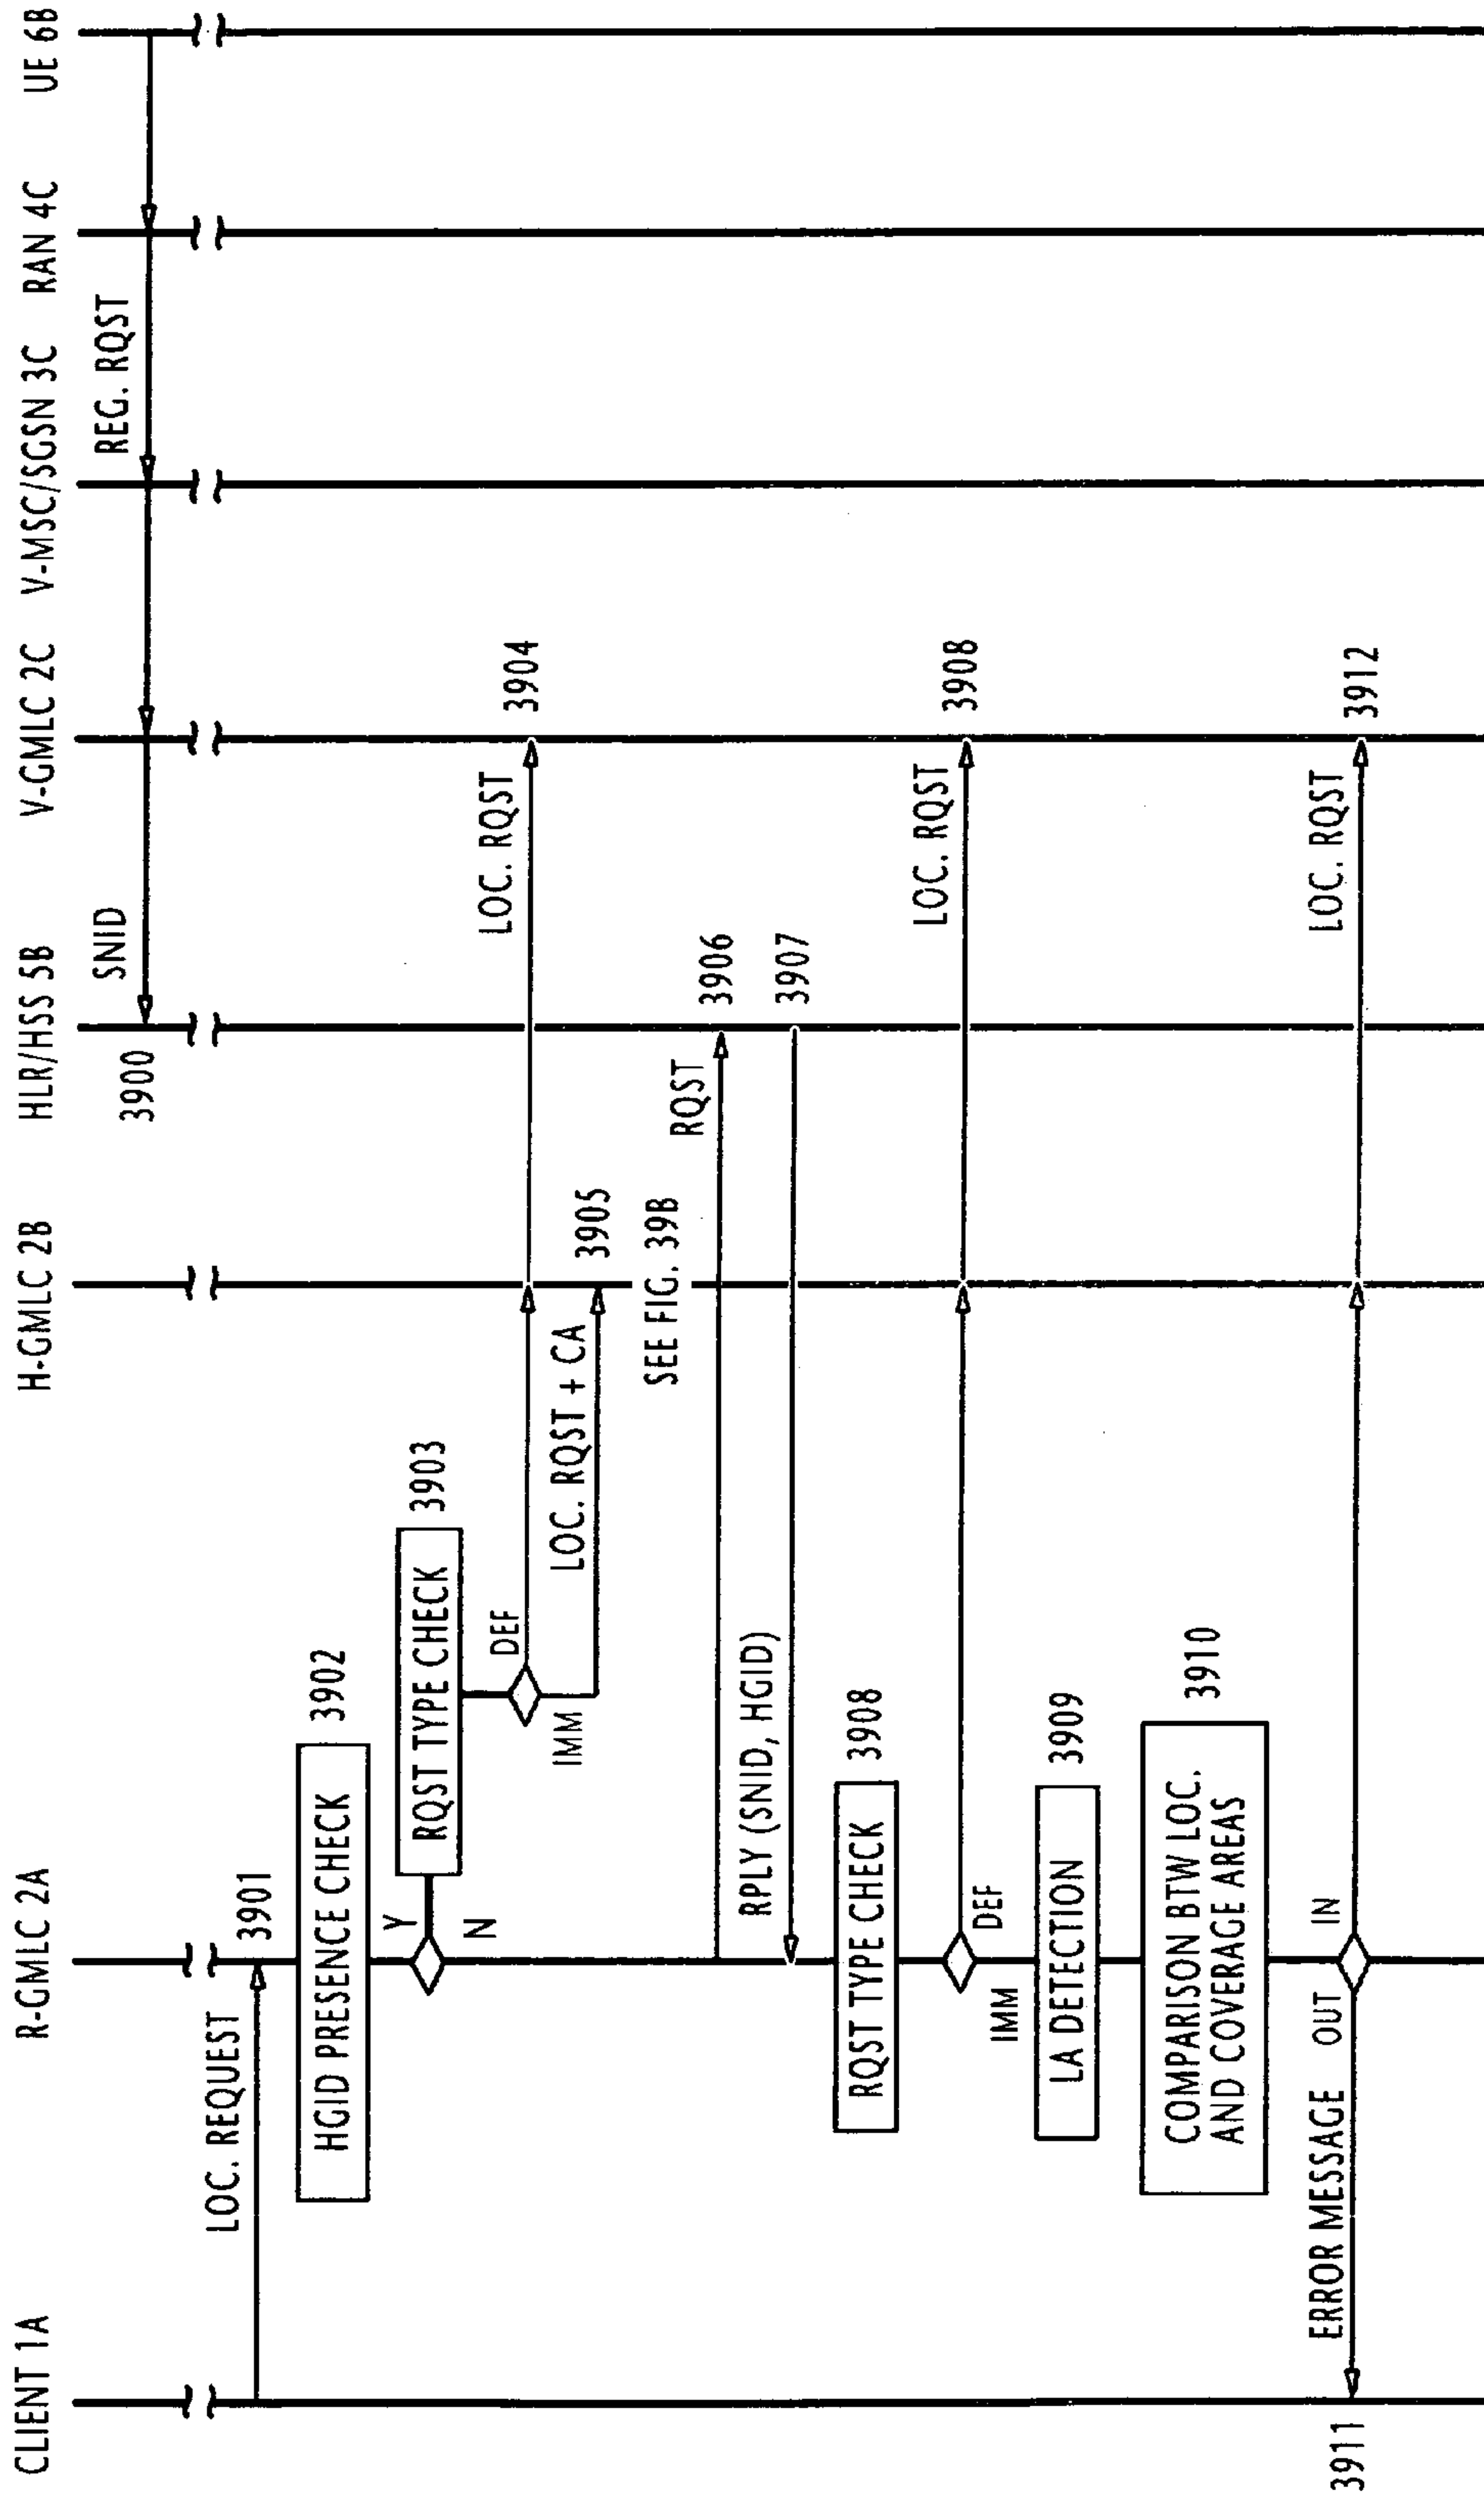 CLIENT 1A
R-GMLC 2A
H-GMLC 2B
HLR/HSS 5B
V-GMLC 2C
V-MSC/SGSN 3C
RAN 4C
UE 6B
SNID
REG. RQST
3900
LOC. REQUEST
3901
HGID PRESENCE CHECK
3902
Y
N
RQST TYPE CHECK
3903
DEF
IMM
LOC. RQST
3904
LOC. RQST + CA
3905
SEE FIG. 39B
RQST
3906
RPLY (SNID, HGID)
3907
RQST TYPE CHECK
3908
IMM
DEF
LOC. RQST
3908
LA DETECTION
3909
COMPARISON BTW LOC.
AND COVERAGE AREAS
3910
3911
ERROR MESSAGE
OUT
IN
LOC. RQST
3912